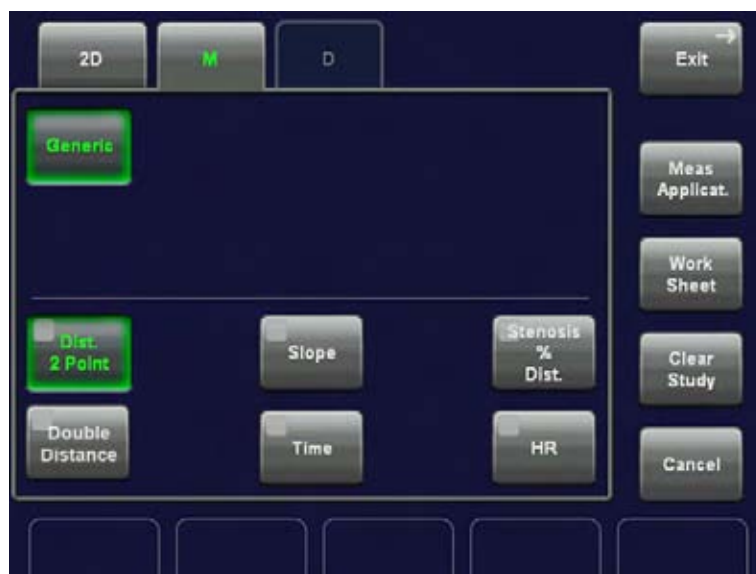 2D
M
D
Exit
Generic
Meas
Applicat.
Work
Sheet
Dist.
2 Point
Slope
Stenosis
%
Dist.
Clear
Study
Double
Distance
Time
HR
Cancel